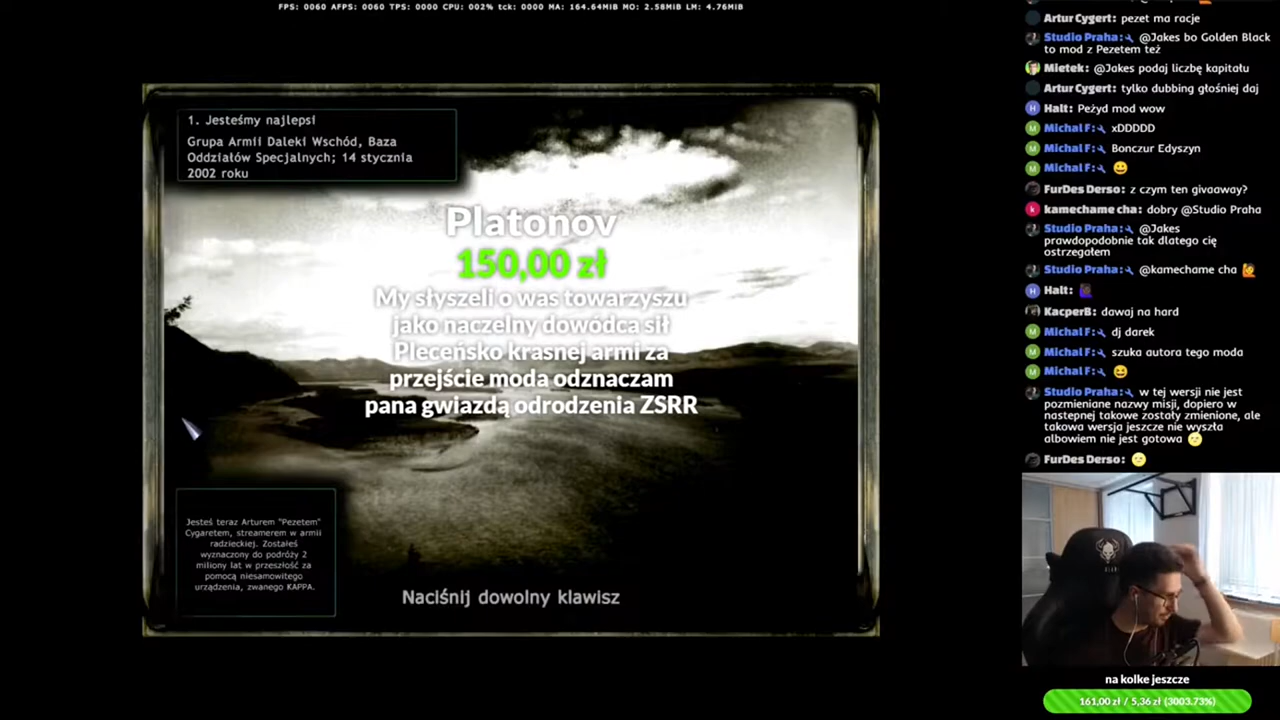 FPS: 0060 AFPS: 0060 TPS: 0000 CPU: 002% tck: 0000 MA: 164.64MiB MO: 2.58MiB LM: 4.76MiB
1. Jesteśmy najlepsi
Grupa Armii Daleki Wschód, Baza
Oddziałów Specjalnych; 14 stycznia
2002 roku
Platonov
150,00 zł
My słyszeli o was towarzyszu
jako naczelny dowódca sił
Pleceńsko krasnej armi za
przejście moda odznaczam
pana gwiazdą odrodzenia ZSRR
Jesteś teraz Arturem "Pezetem"
Cygaretem, streamerem w armii
radzieckiej. Zostałeś
wyznaczony do podróży 2
miliony lat w przeszłość za
pomocą niesamowitego
urządzenia, zwanego KAPPA.
Naciśnij dowolny klawisz
Artur Cygert: pezet ma racje
Studio Praha: @Jakes bo Golden Black
to mod z Pezetem też
Mietek: @Jakes podaj liczbę kapitału
Artur Cygert: tylko dubbing głośniej daj
Halt: Peżyd mod wow
Michal F: xDDDDD
Michal F: Bonczur Edyszyn
Michal F: 😀
FurDes Derso: z czym ten givaaway?
kamechame cha: dobry @Studio Praha
Studio Praha: @Jakes
prawdopodobnie tak dlatego cię
ostrzegałem
Studio Praha: @kamechame cha 🙋
Halt:
KacperB: dawaj na hard
Michal F: dj darek
Michal F: szuka autora tego moda
Michal F: 😆
Studio Praha: w tej wersji nie jest
pozmieniane nazwy misji, dopiero w
następnej takowe zostały zmienione, ale
takowa wersja jeszcze nie wyszła
albowiem nie jest gotowa
FurDes Derso:
na kolke jeszcze
161,00 zł / 5,36 zł (3003.73%)